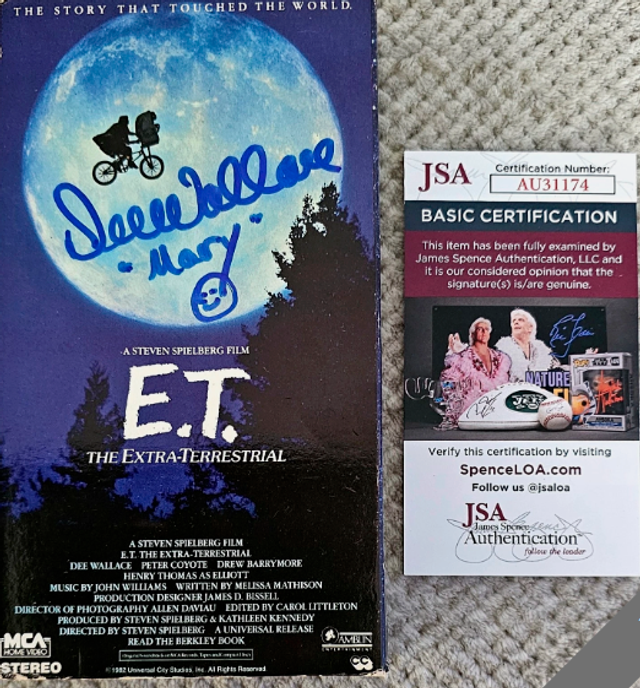 THE STORY THAT TOUCHED THE WORLD.
Dee Wallace
"Mary"
A STEVEN SPIELBERG FILM
E.T.
THE EXTRA-TERRESTRIAL
A STEVEN SPIELBERG FILM
E.T. THE EXTRA-TERRESTRIAL
DEE WALLACE PETER COYOTE DREW BARRYMORE
HENRY THOMAS AS ELLIOTT
MUSIC BY JOHN WILLIAMS WRITTEN BY MELISSA MATHISON
PRODUCTION DESIGNER JAMES D. BISSELL
DIRECTOR OF PHOTOGRAPHY ALLEN DAVIAU EDITED BY CAROL LITTLETON
PRODUCED BY STEVEN SPIELBERG & KATHLEEN KENNEDY
DIRECTED BY STEVEN SPIELBERG A UNIVERSAL RELEASE
READ THE BERKLEY BOOK
MCA
HOME VIDEO
STEREO
AMBLIN
ENTERTAINMENT
©1982 Universal City Studios, Inc. All Rights Reserved.
JSA
Certification Number:
AU31174
BASIC CERTIFICATION
This item has been fully examined by
James Spence Authentication, LLC and
it is our considered opinion that the
signature(s) is/are genuine.
NATURE
JETS
Verify this certification by visiting
SpenceLOA.com
Follow us @jsaloa
JSA
James Spence
Authentication
follow the leader